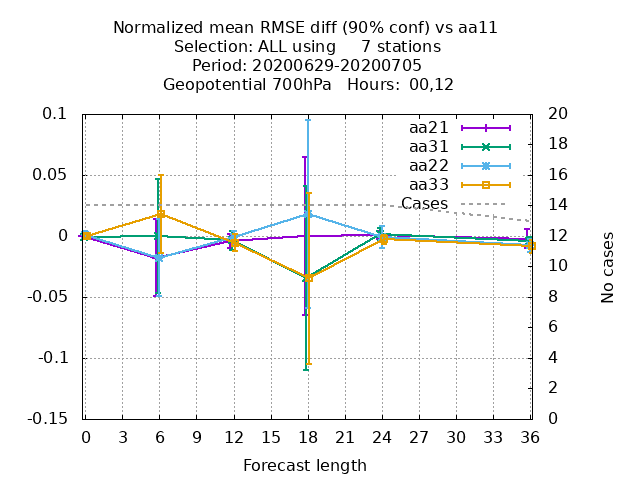 Normalized mean RMSE diff (90% conf) vs aa11
Selection: ALL using     7 stations
Period: 20200629-20200705
Geopotential 700hPa   Hours:  00,12
0.1
0.05
0
-0.05
-0.1
-0.15
20
18
16
14
12
10
8
6
4
2
0
aa21
aa31
aa22
aa33
Cases
No cases
0 3 6 9 12 15 18 21 24 27 30 33 36
Forecast length